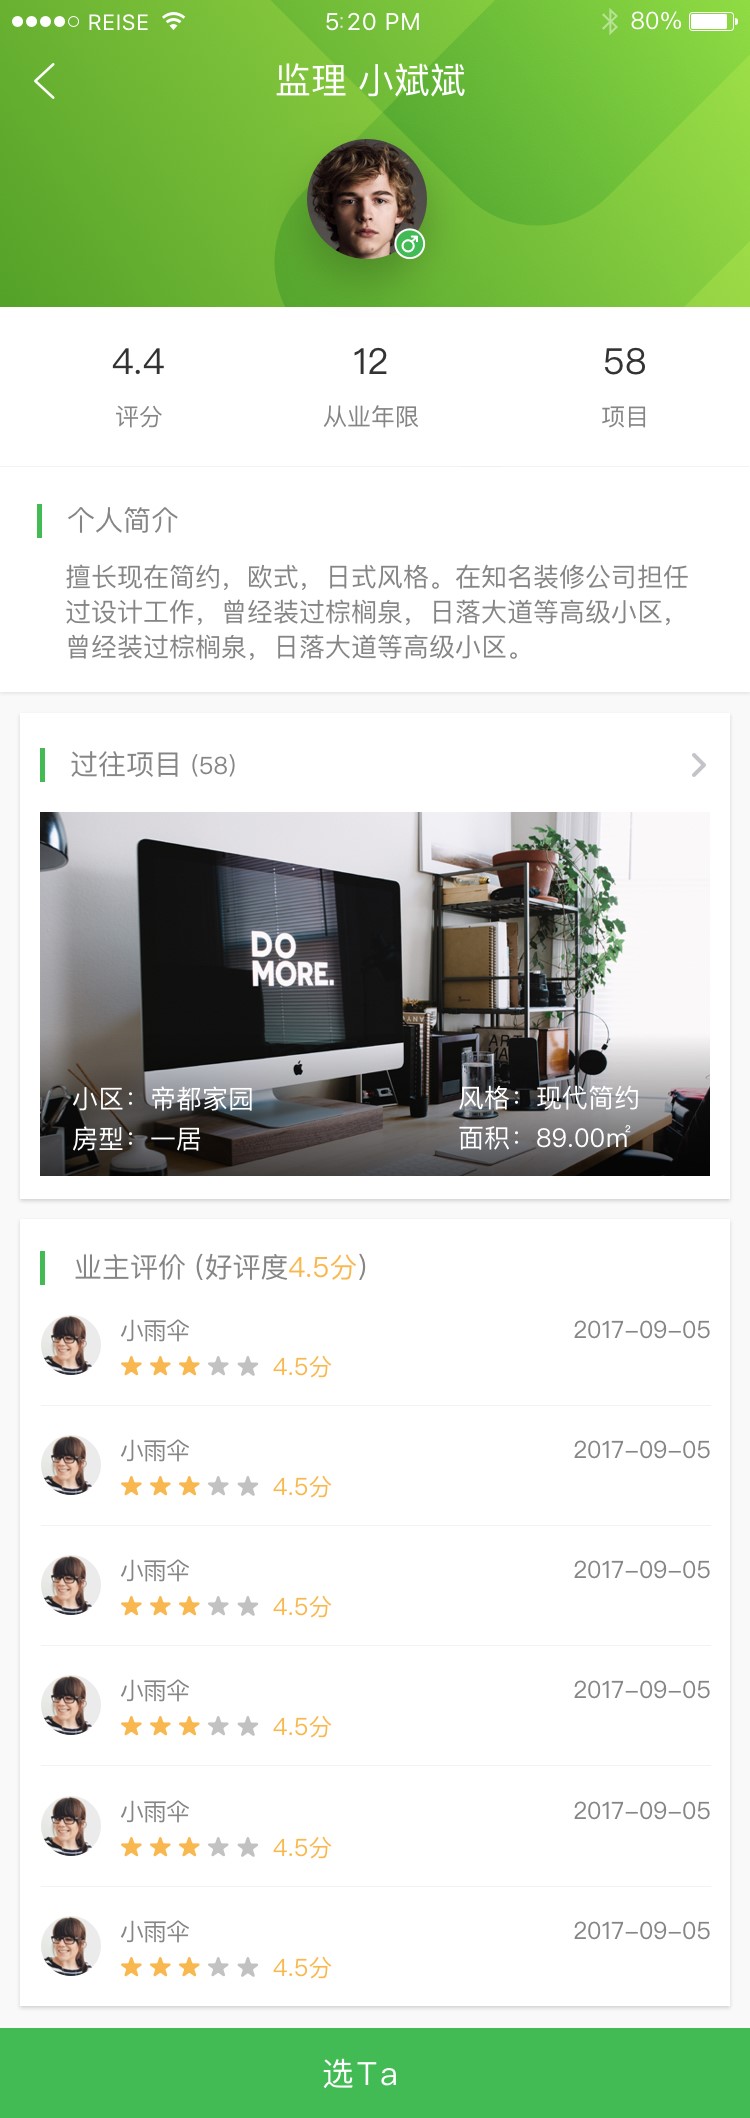 REISE
5:20 PM
80%
监理 小斌斌
4.4
12
58
评分
从业年限
项目
个人简介
擅长现在简约，欧式，日式风格。在知名装修公司担任
过设计工作，曾经装过棕榈泉，日落大道等高级小区，
曾经装过棕榈泉，日落大道等高级小区。
过往项目 (58)
DO
MORE.
小区：帝都家园
风格：现代简约
房型：一居
面积：89.00㎡
业主评价 (好评度4.5分)
小雨伞
2017-09-05
4.5分
小雨伞
2017-09-05
4.5分
小雨伞
2017-09-05
4.5分
小雨伞
2017-09-05
4.5分
小雨伞
2017-09-05
4.5分
小雨伞
2017-09-05
4.5分
选Ta